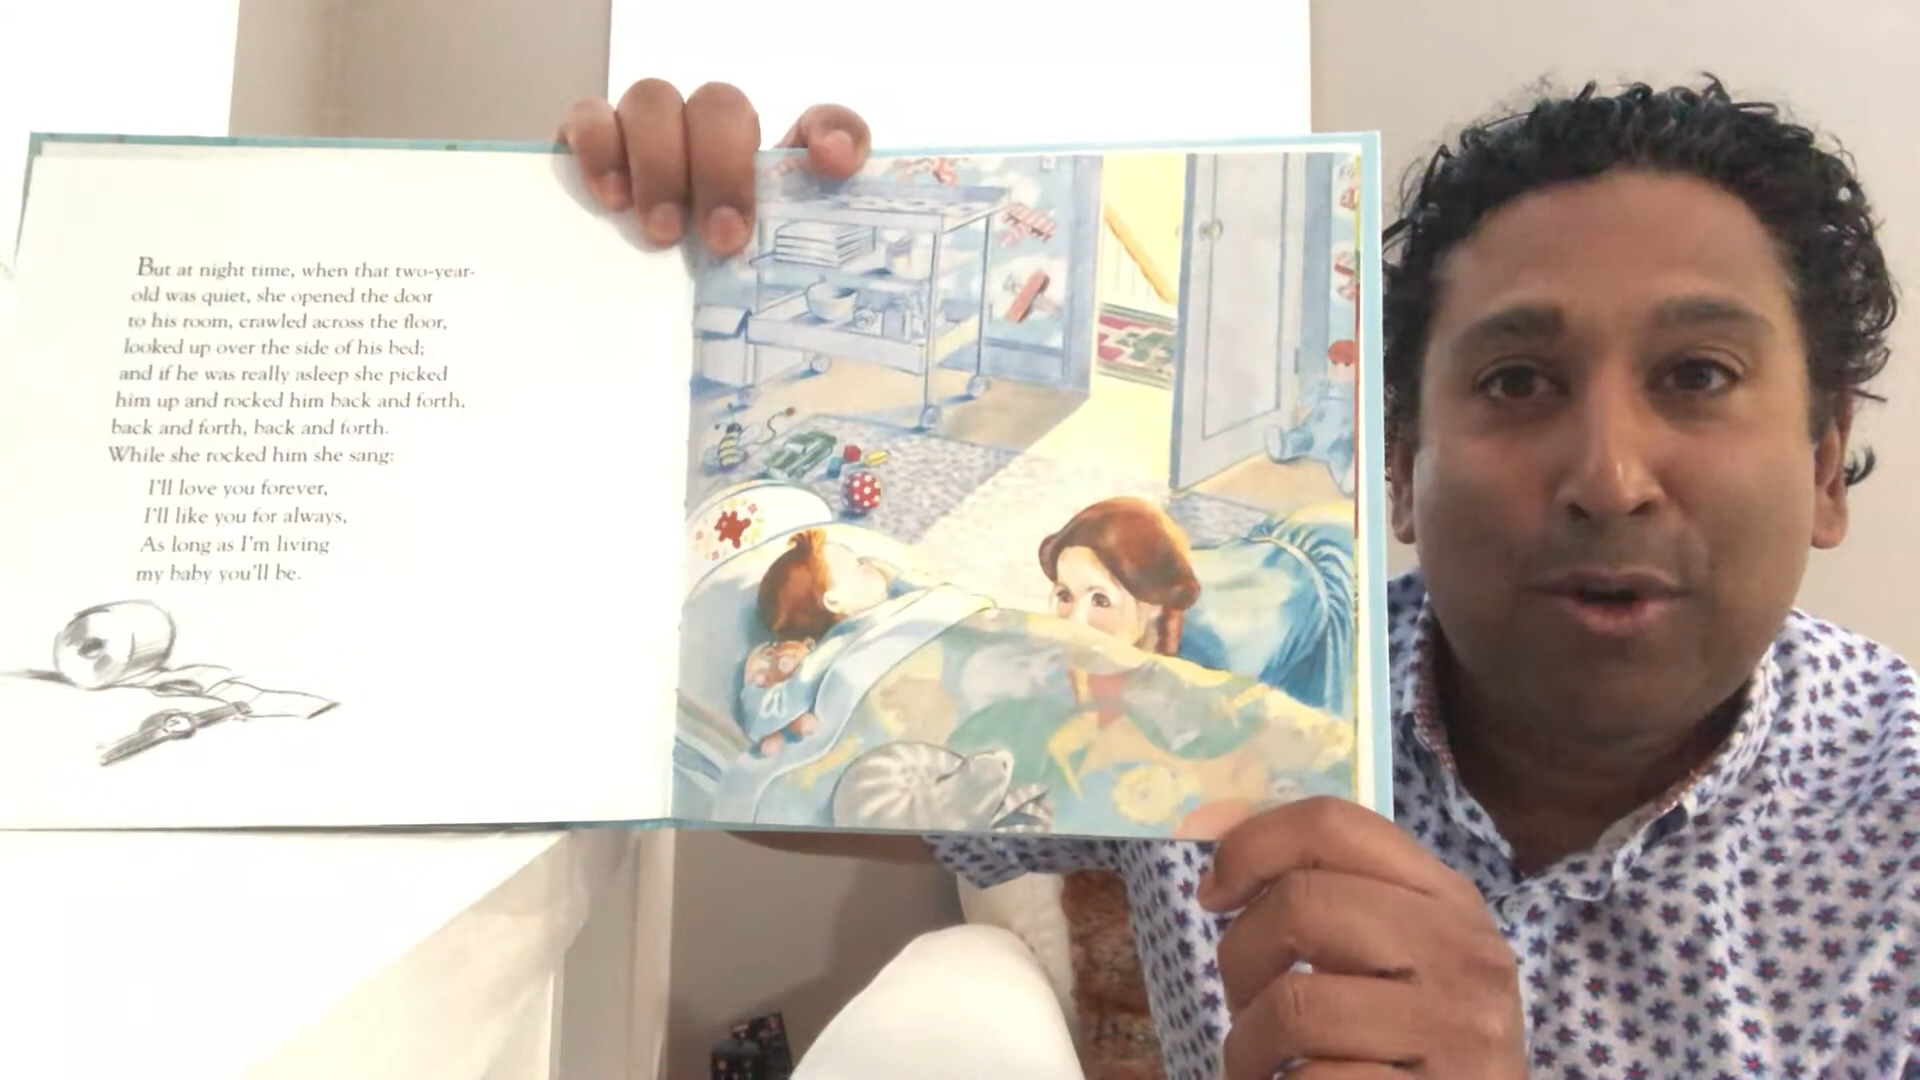 But at night time, when that two-year-
old was quiet, she opened the door
to his room, crawled across the floor,
looked up over the side of his bed;
and if he was really asleep she picked
him up and rocked him back and forth,
back and forth, back and forth.
While she rocked him she sang:
I'll love you forever,
I'll like you for always,
As long as I'm living
my baby you'll be.